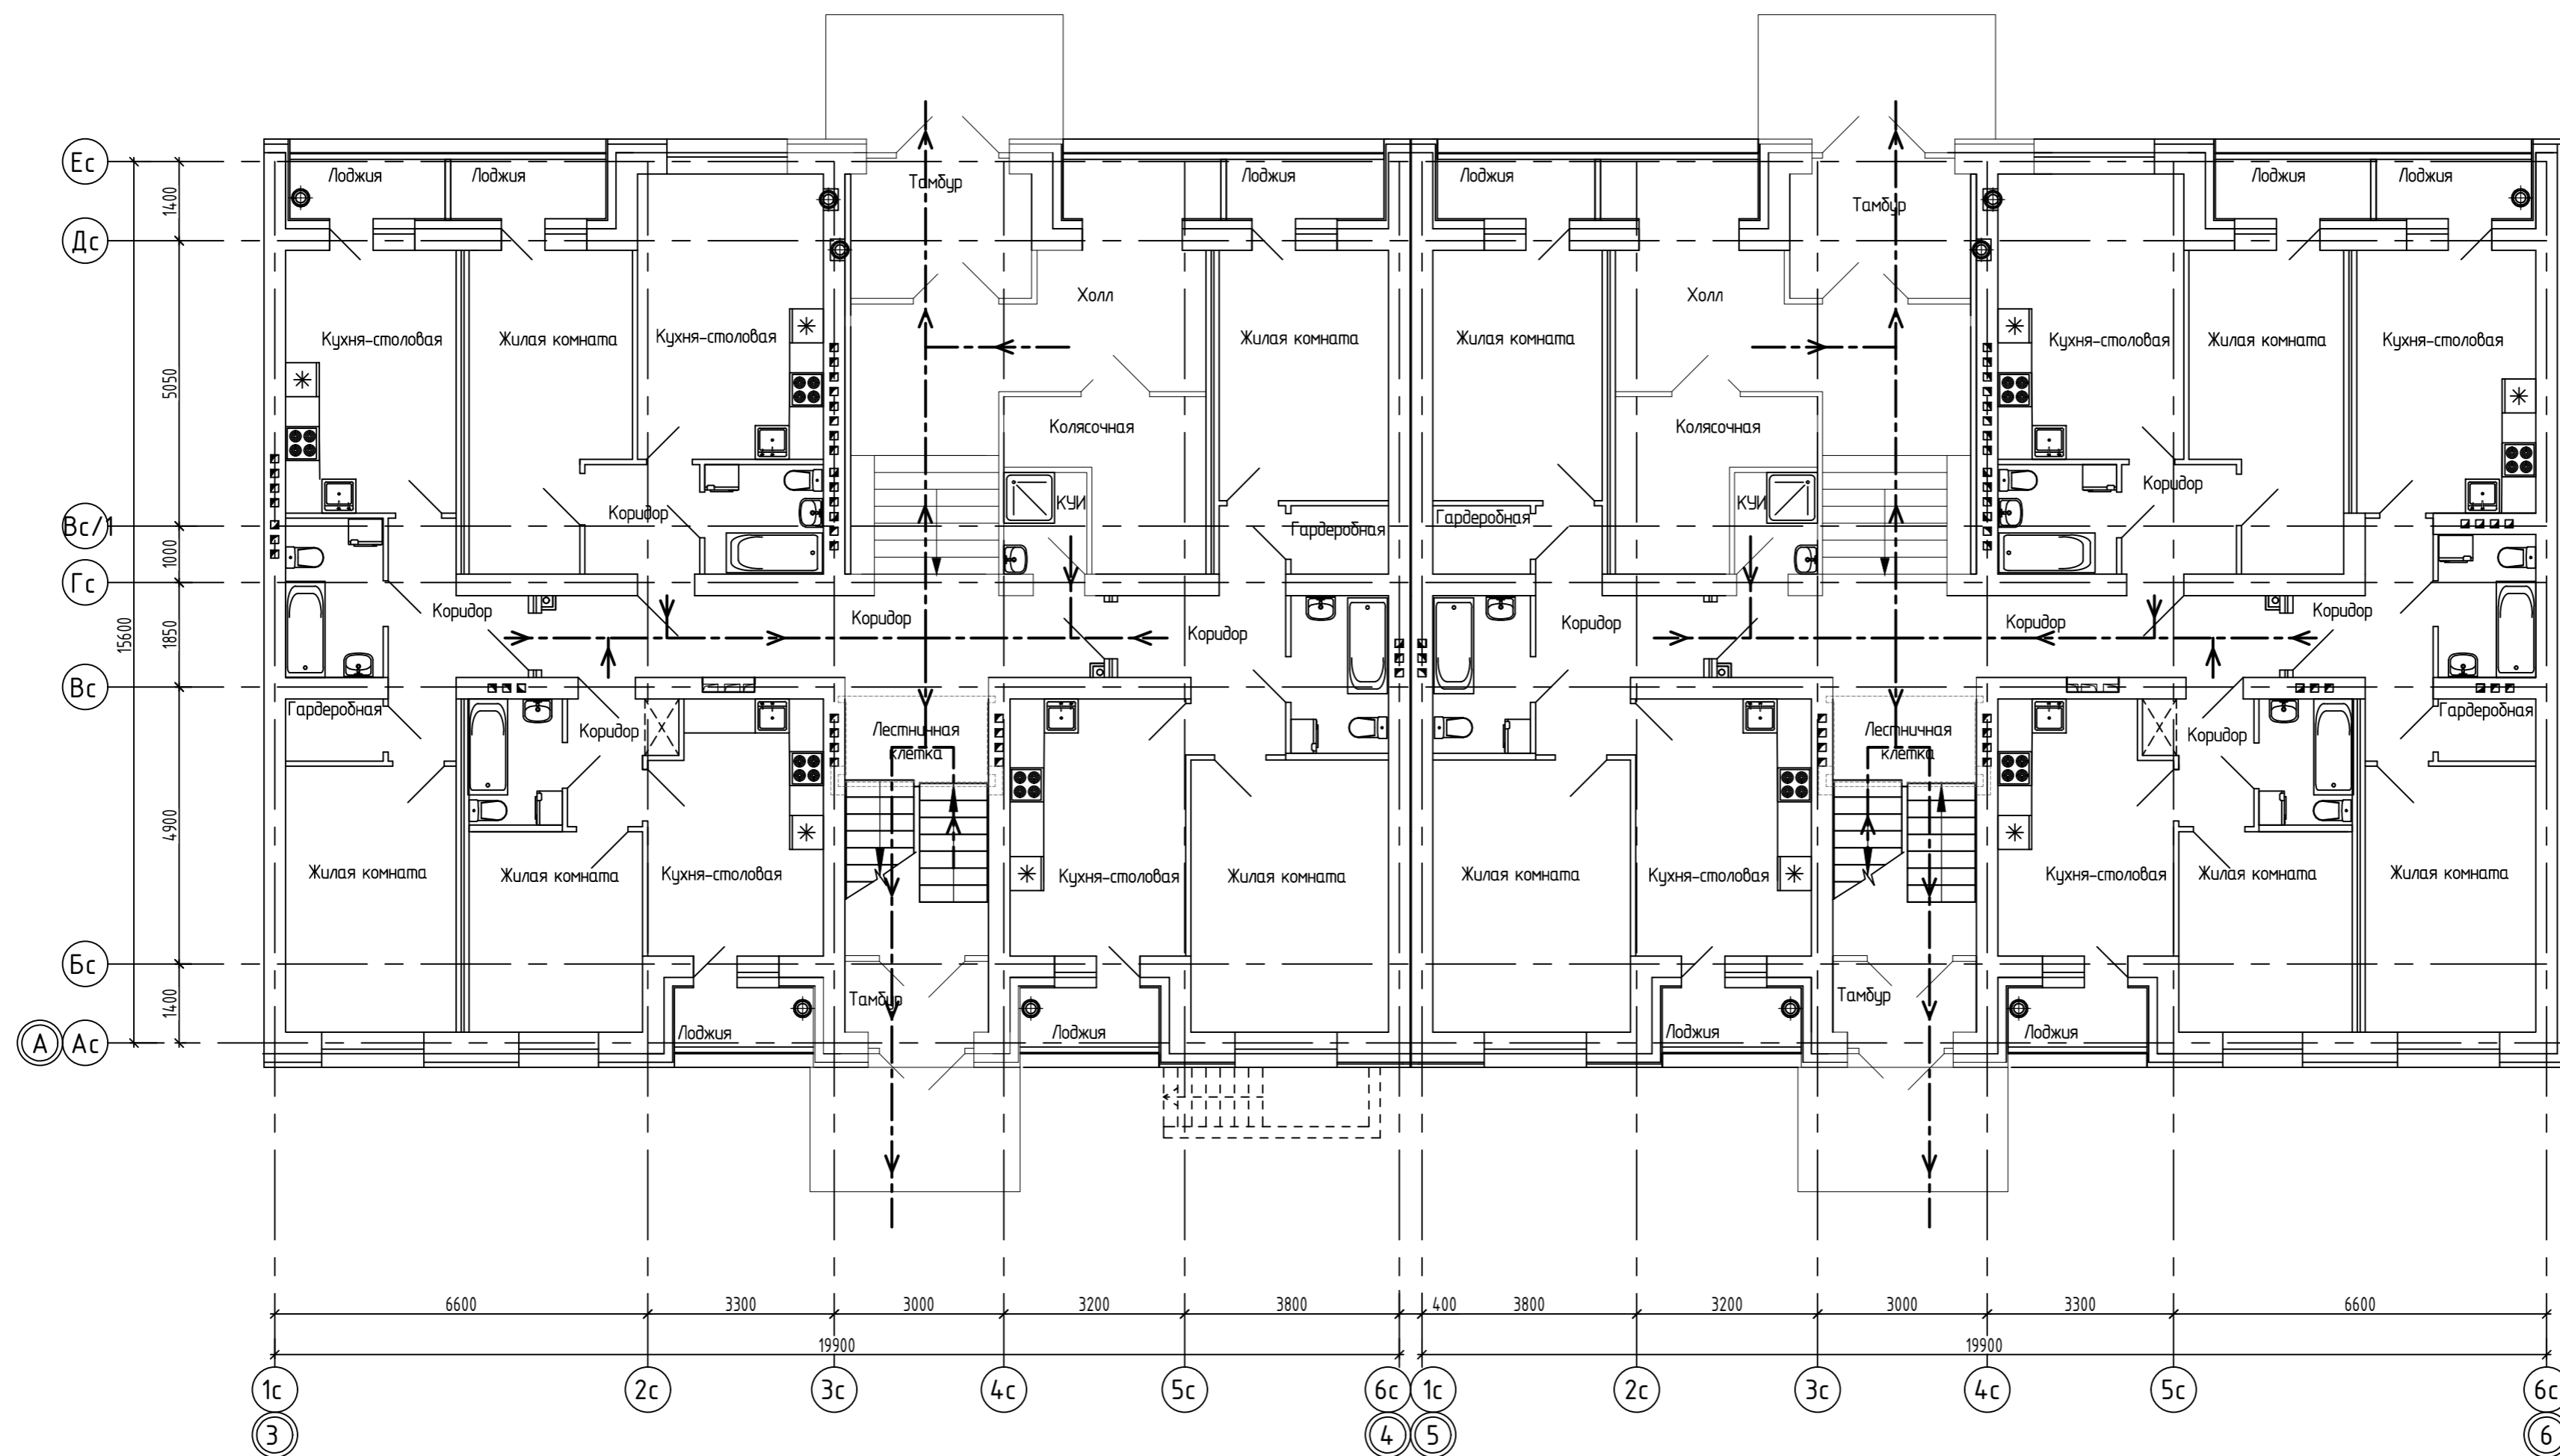 Ес
Лоджия
Лоджия
Тамбур
Лоджия
Лоджия
Тамбур
Лоджия
Лоджия
1400
Дс
Холл
Холл
Кухня-столовая
Жилая комната
Кухня-столовая
Жилая комната
Жилая комната
Кухня-столовая
Жилая комната
Кухня-столовая
5050
Колясочная
Колясочная
Коридор
КУИ
КУИ
Коридор
Вс/1
Гардеробная
Гардеробная
1000
Гс
Коридор
Коридор
Коридор
Коридор
Коридор
Коридор
15600
1850
Вс
Гардеробная
Коридор
Лестничная
клетка
Лестничная
клетка
Коридор
Гардеробная
4900
Жилая комната
Жилая комната
Кухня-столовая
Кухня-столовая
Жилая комната
Жилая комната
Кухня-столовая
Кухня-столовая
Жилая комната
Жилая комната
Бс
1400
Тамбур
Тамбур
А
Ас
Лоджия
Лоджия
Лоджия
Лоджия
6600
3300
3000
3200
3800
400
3800
3200
3000
3300
6600
19900
19900
1с
2с
3с
4с
5с
6с
1с
2с
3с
4с
5с
6с
3
4
5
6